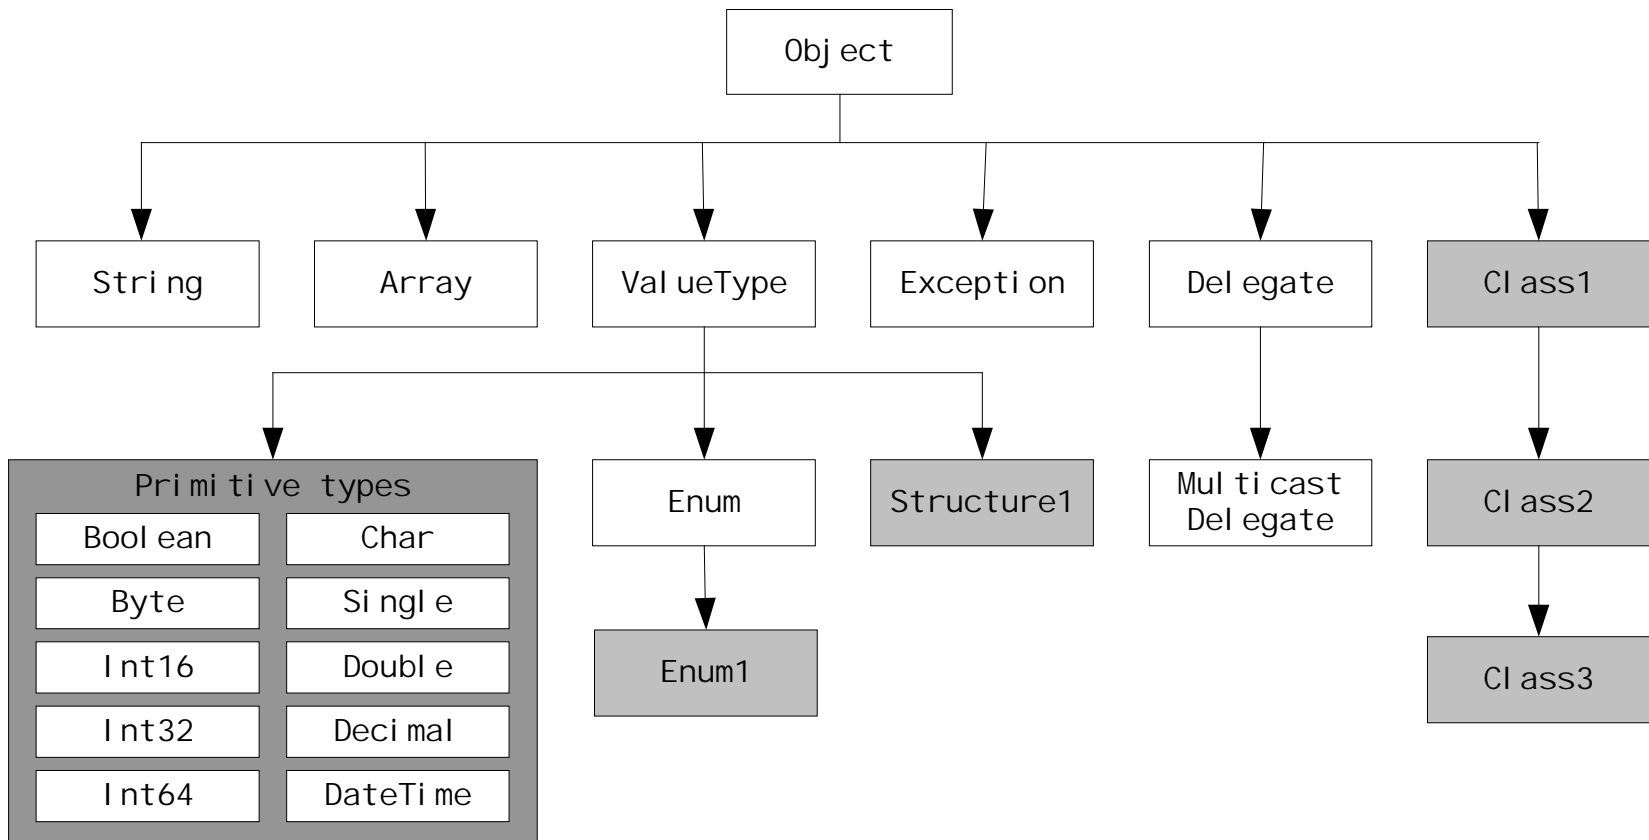 Object
String
Array
ValueType
Exception
Delegate
Class1
Primitive types
Boolean
Char
Byte
Single
Int16
Double
Int32
Decimal
Int64
DateTime
Enum
Structure1
Multicast
Delegate
Class2
Enum1
Class3